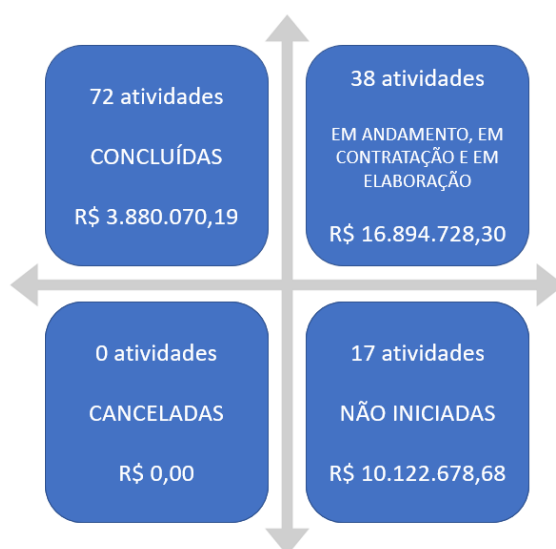 72 atividades
CONCLUÍDAS
R$ 3.880.070,19
38 atividades
EM ANDAMENTO, EM
CONTRATAÇÃO E EM
ELABORAÇÃO
R$ 16.894.728,30
0 atividades
CANCELADAS
R$ 0,00
17 atividades
NÃO INICIADAS
R$ 10.122.678,68